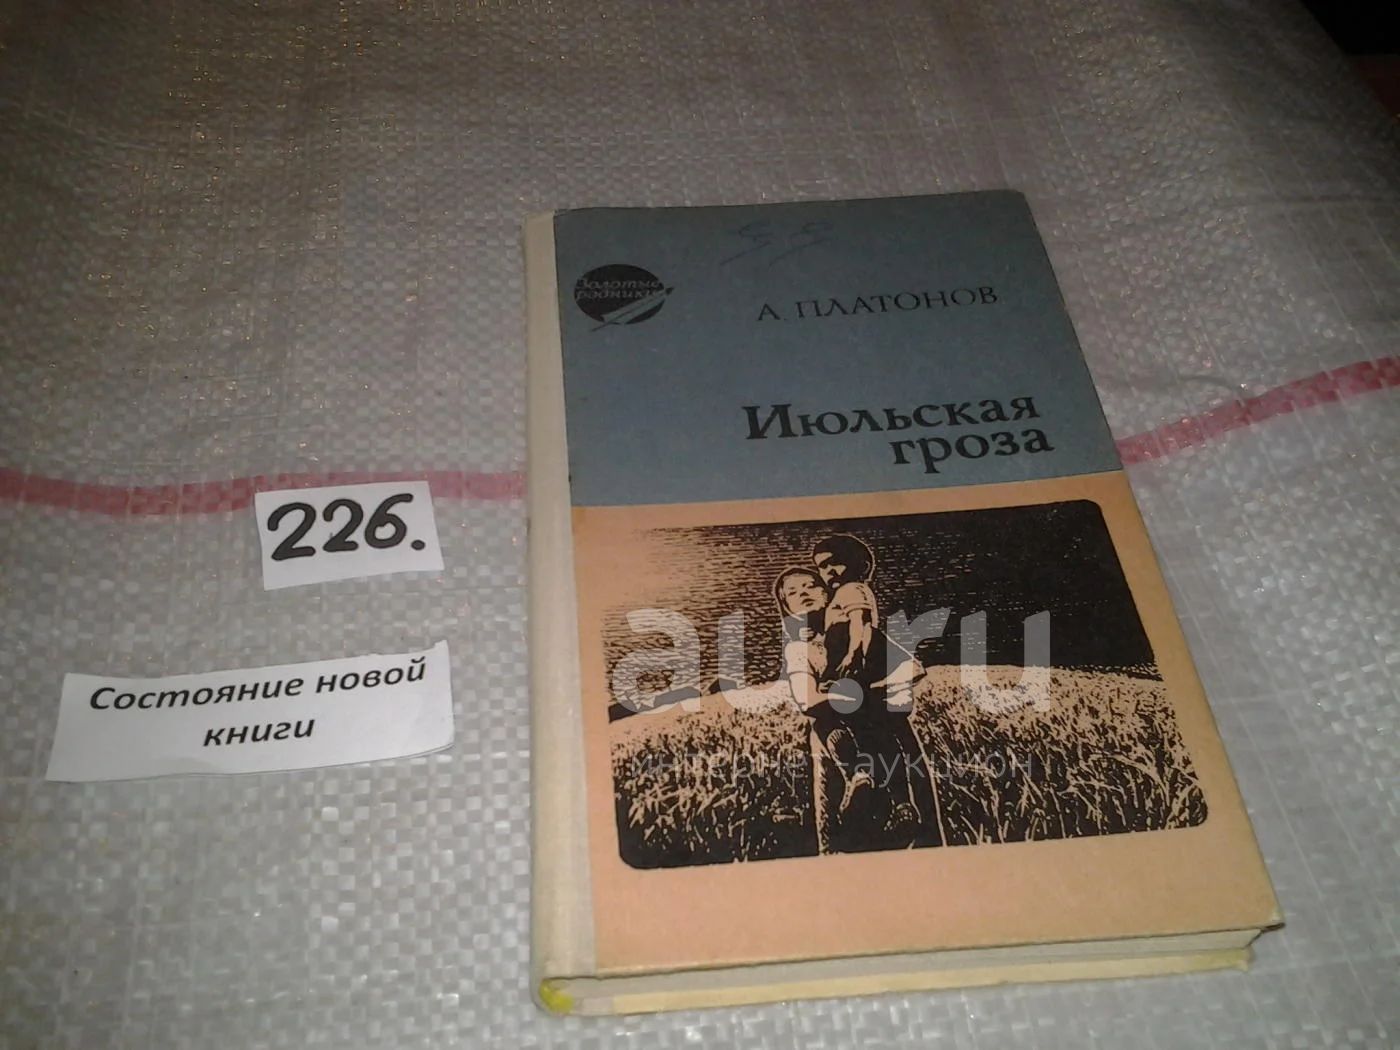 Золотые
родники
А. ПЛАТОНОВ
Июльская
гроза
226.
Состояние новой
книги
au.ru
интернет-аукцион